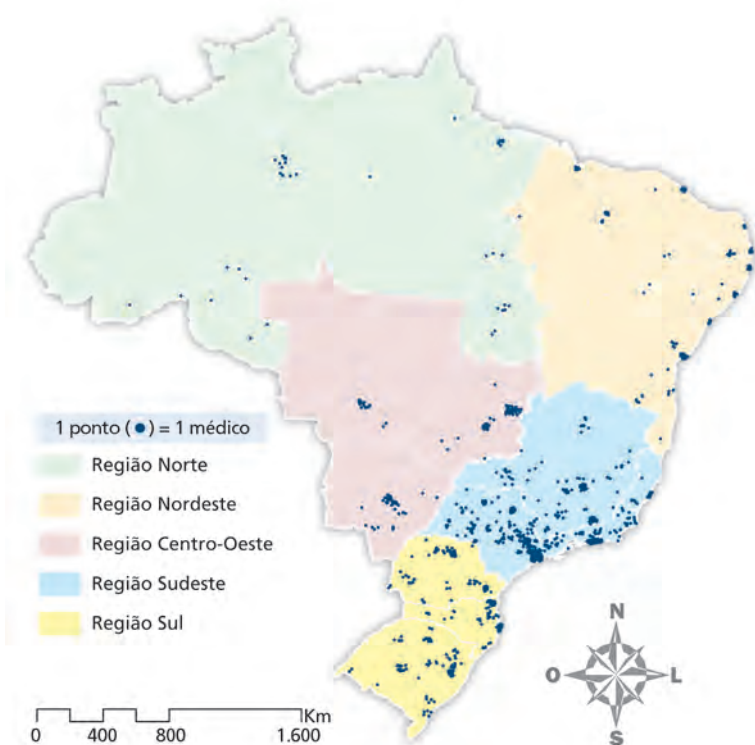 1 ponto (•) = 1 médico
Região Norte
Região Nordeste
Região Centro-Oeste
Região Sudeste
Região Sul
N
O L
S
Km
0 400 800 1.600